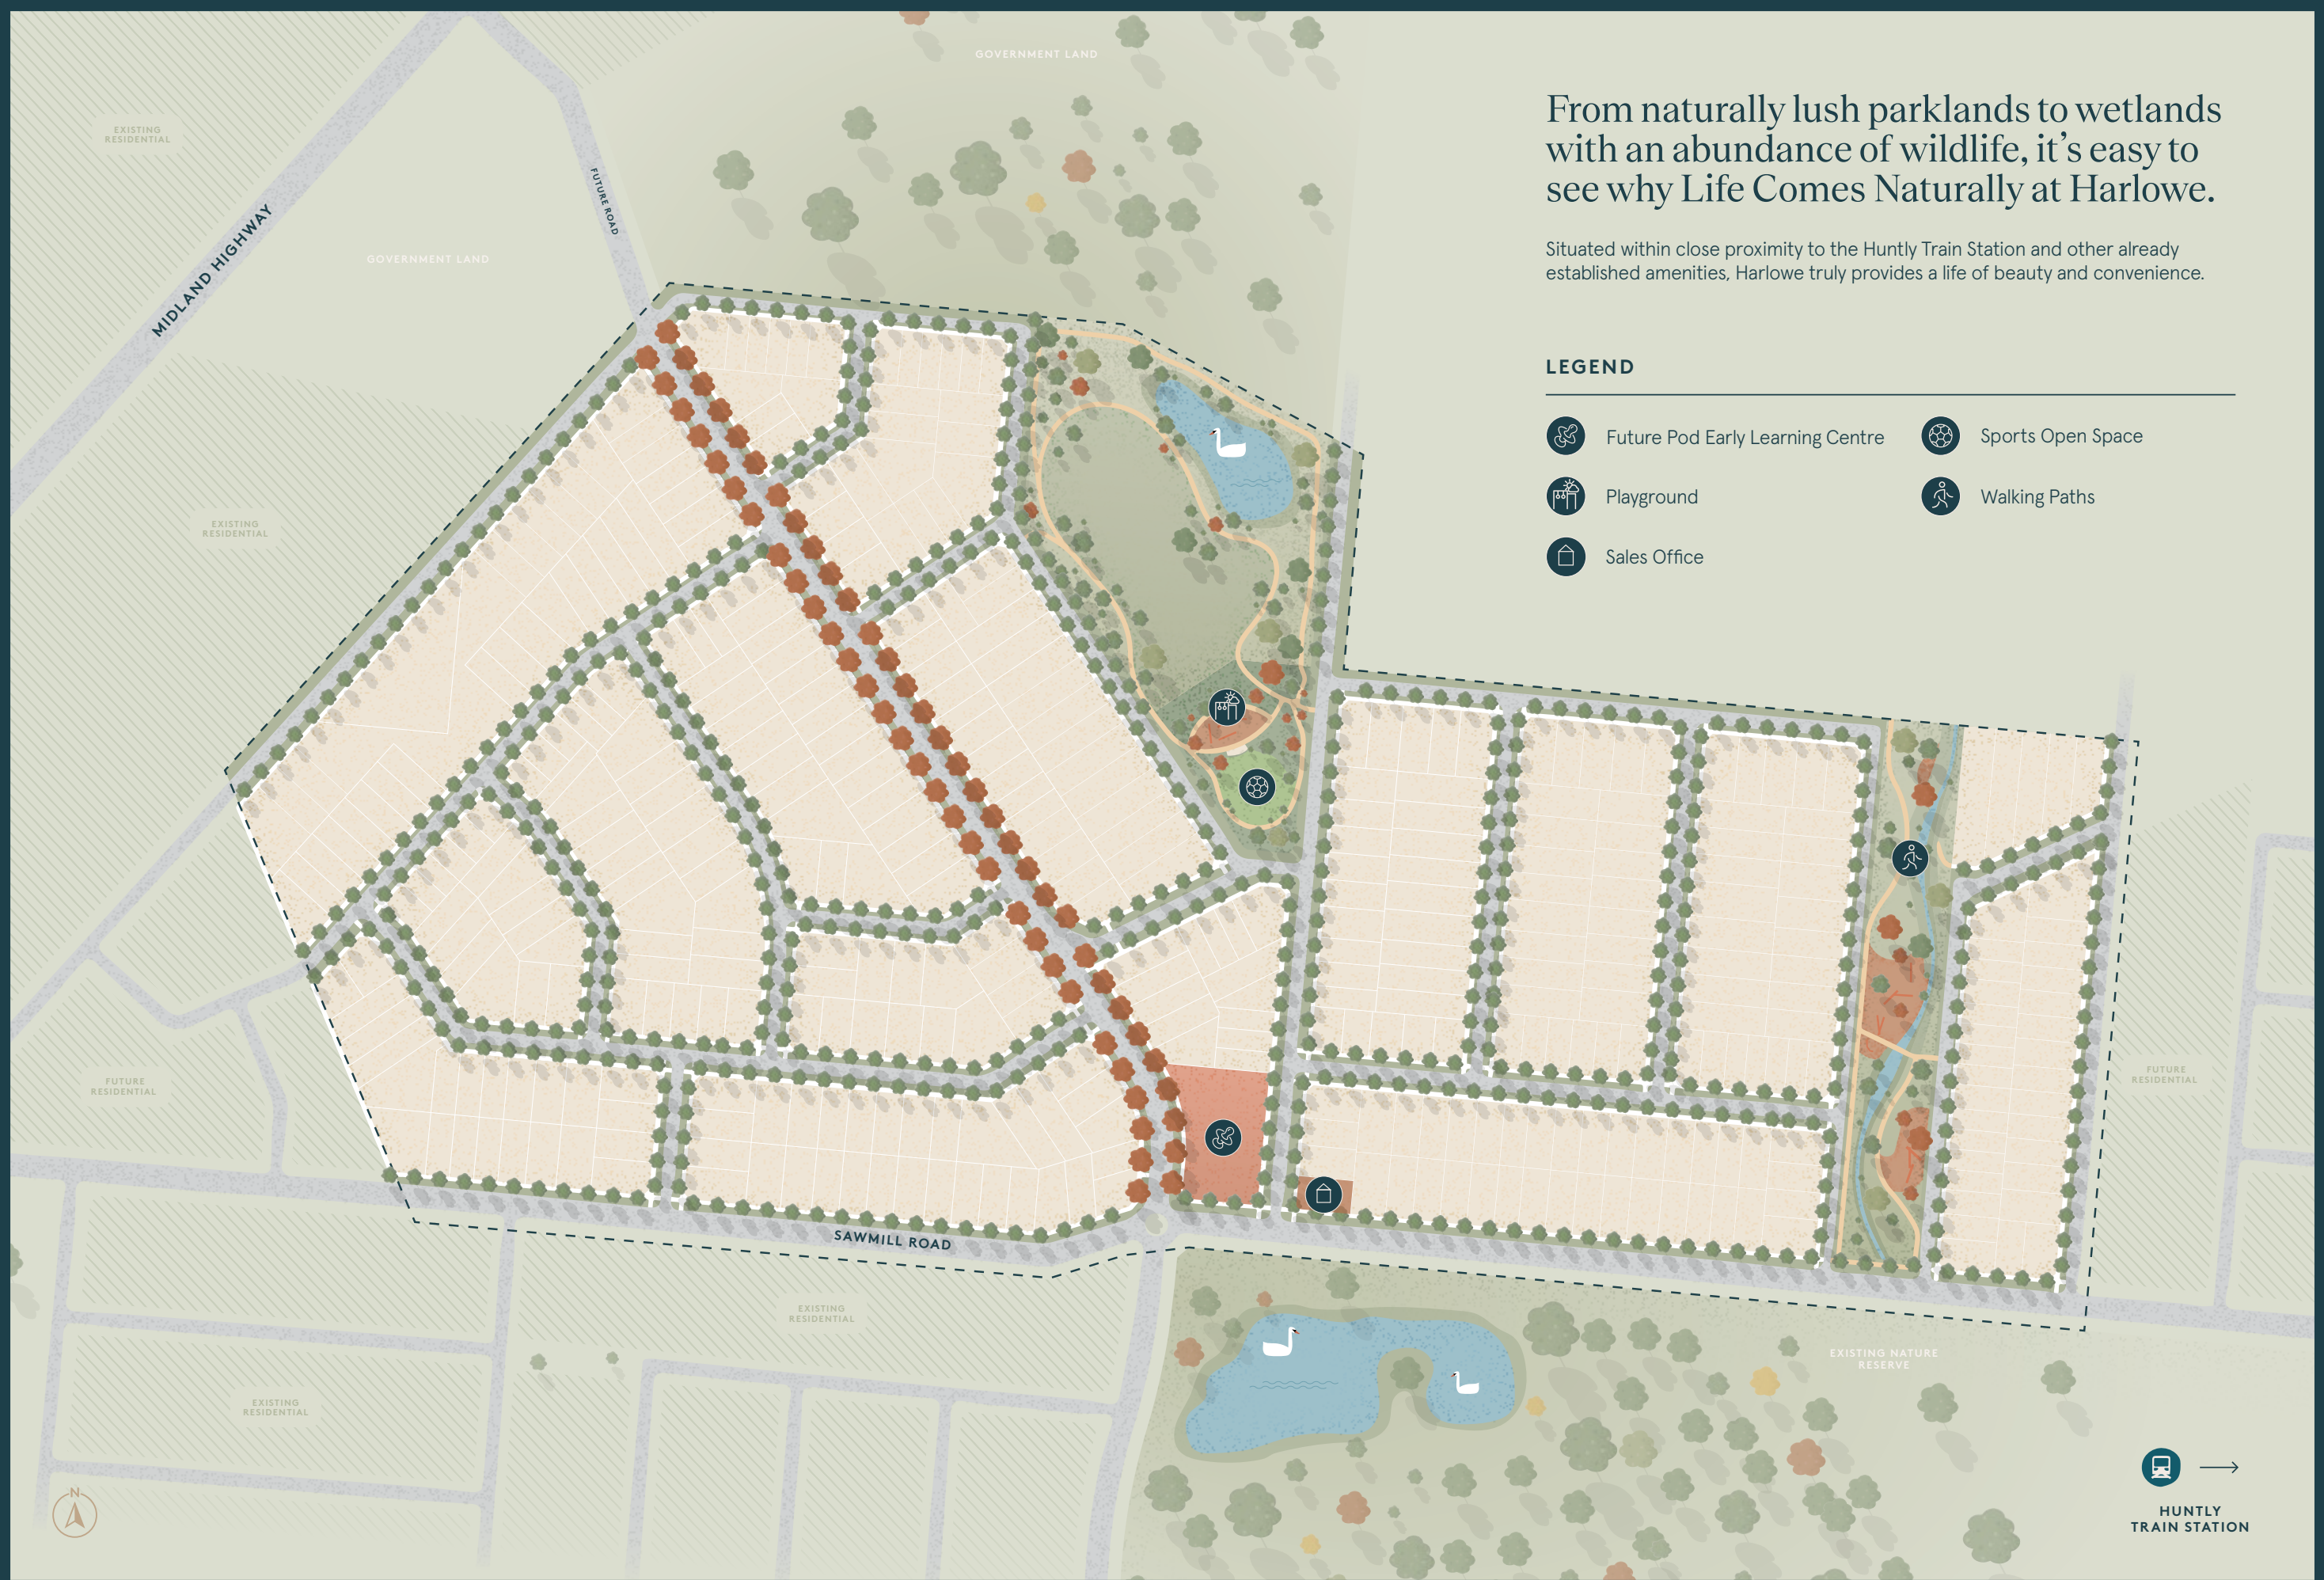 From naturally lush parklands to wetlands
with an abundance of wildlife, it’s easy to
see why Life Comes Naturally at Harlowe.
Situated within close proximity to the Huntly Train Station and other already
established amenities, Harlowe truly provides a life of beauty and convenience.
LEGEND
Future Pod Early Learning Centre
Sports Open Space
Playground
Walking Paths
Sales Office
GOVERNMENT LAND
EXISTING
RESIDENTIAL
FUTURE ROAD
MIDLAND HIGHWAY
GOVERNMENT LAND
EXISTING
RESIDENTIAL
FUTURE
RESIDENTIAL
FUTURE
RESIDENTIAL
SAWMILL ROAD
EXISTING
RESIDENTIAL
EXISTING NATURE
RESERVE
EXISTING
RESIDENTIAL
N
HUNTLY
TRAIN STATION